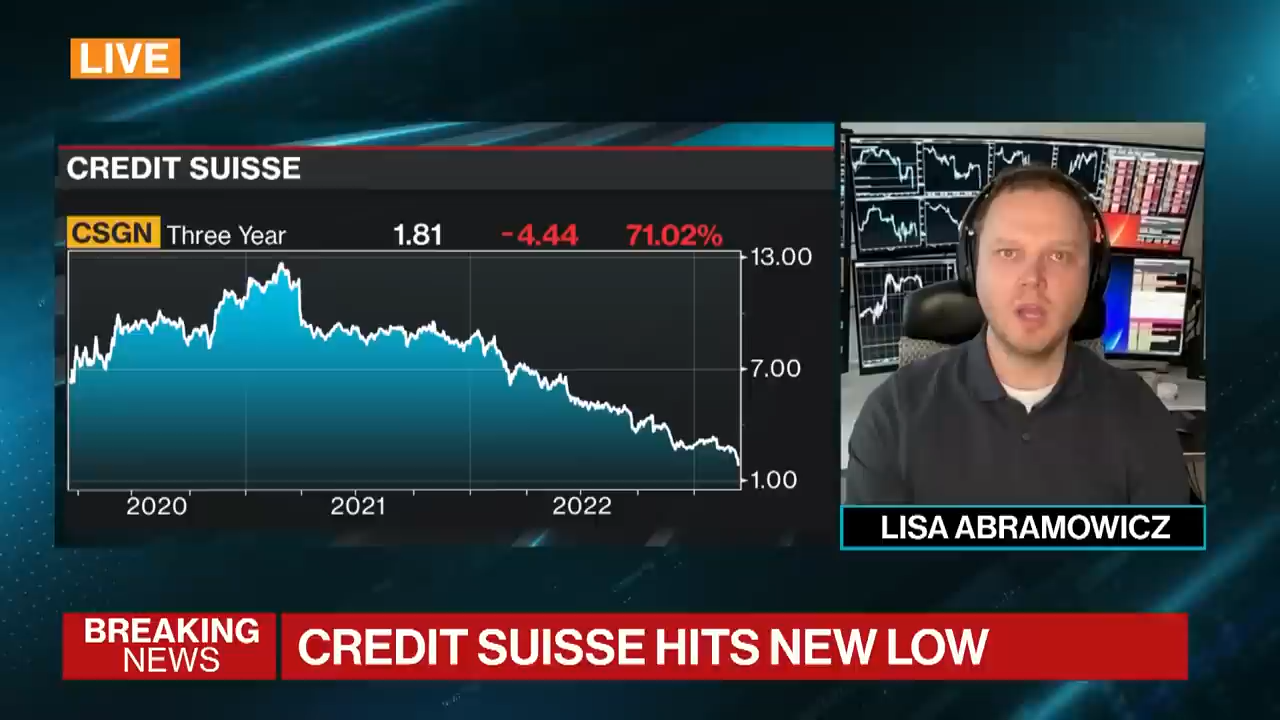 LIVE
CREDIT SUISSE
CSGN Three Year 1.81 -4.44 71.02%
13.00
7.00
1.00
2020 2021 2022
LISA ABRAMOWICZ
BREAKING
NEWS
CREDIT SUISSE HITS NEW LOW